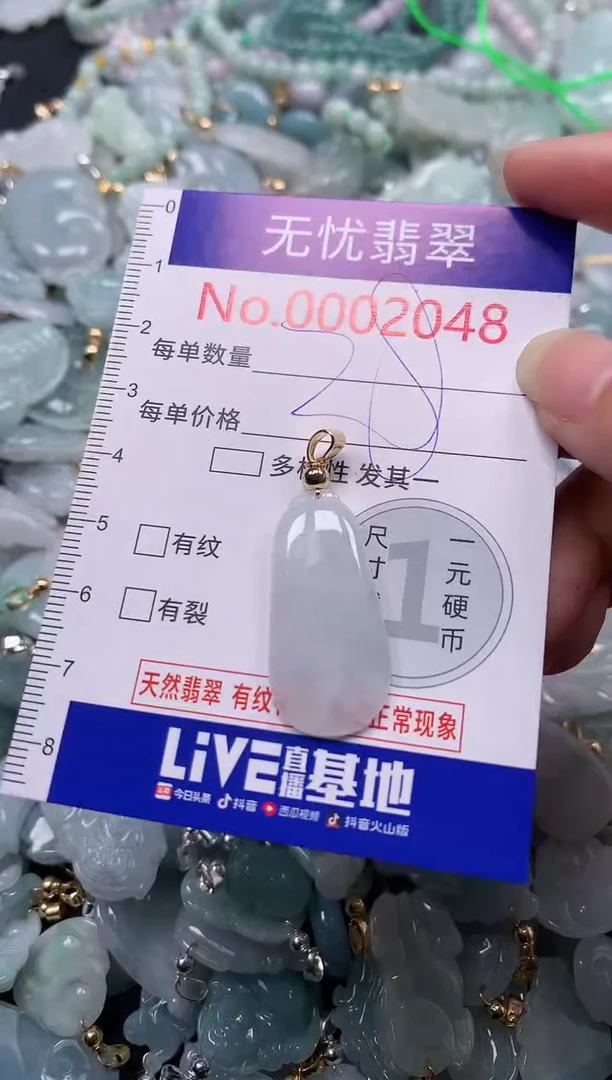 0
无忧翡翠
1
No.0002048
2
每单数量
28
3
每单价格
4
多 性 发其一
5
有纹
尺寸
1
一元硬币
6
有裂
7
天然翡翠 有纹 正常现象
8
LiVE直播基地
今日头条 抖音 西瓜视频 抖音火山版